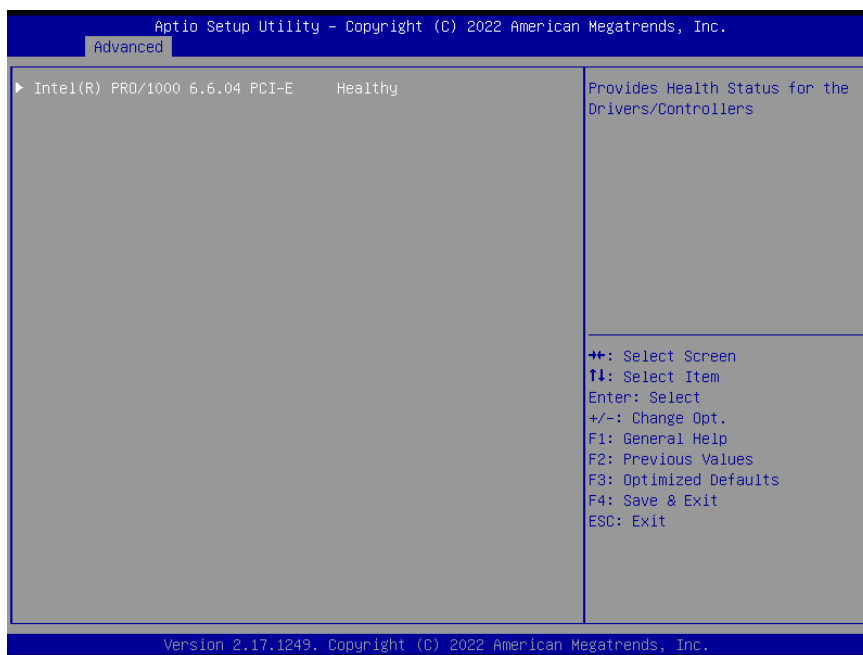 Aptio Setup Utility – Copyright (C) 2022 American Megatrends, Inc.
Advanced
▶ Intel(R) PRO/1000 6.6.04 PCI-E Healthy
Provides Health Status for the
Drivers/Controllers
→←: Select Screen
↑↓: Select Item
Enter: Select
+/-: Change Opt.
F1: General Help
F2: Previous Values
F3: Optimized Defaults
F4: Save & Exit
ESC: Exit
Version 2.17.1249. Copyright (C) 2022 American Megatrends, Inc.